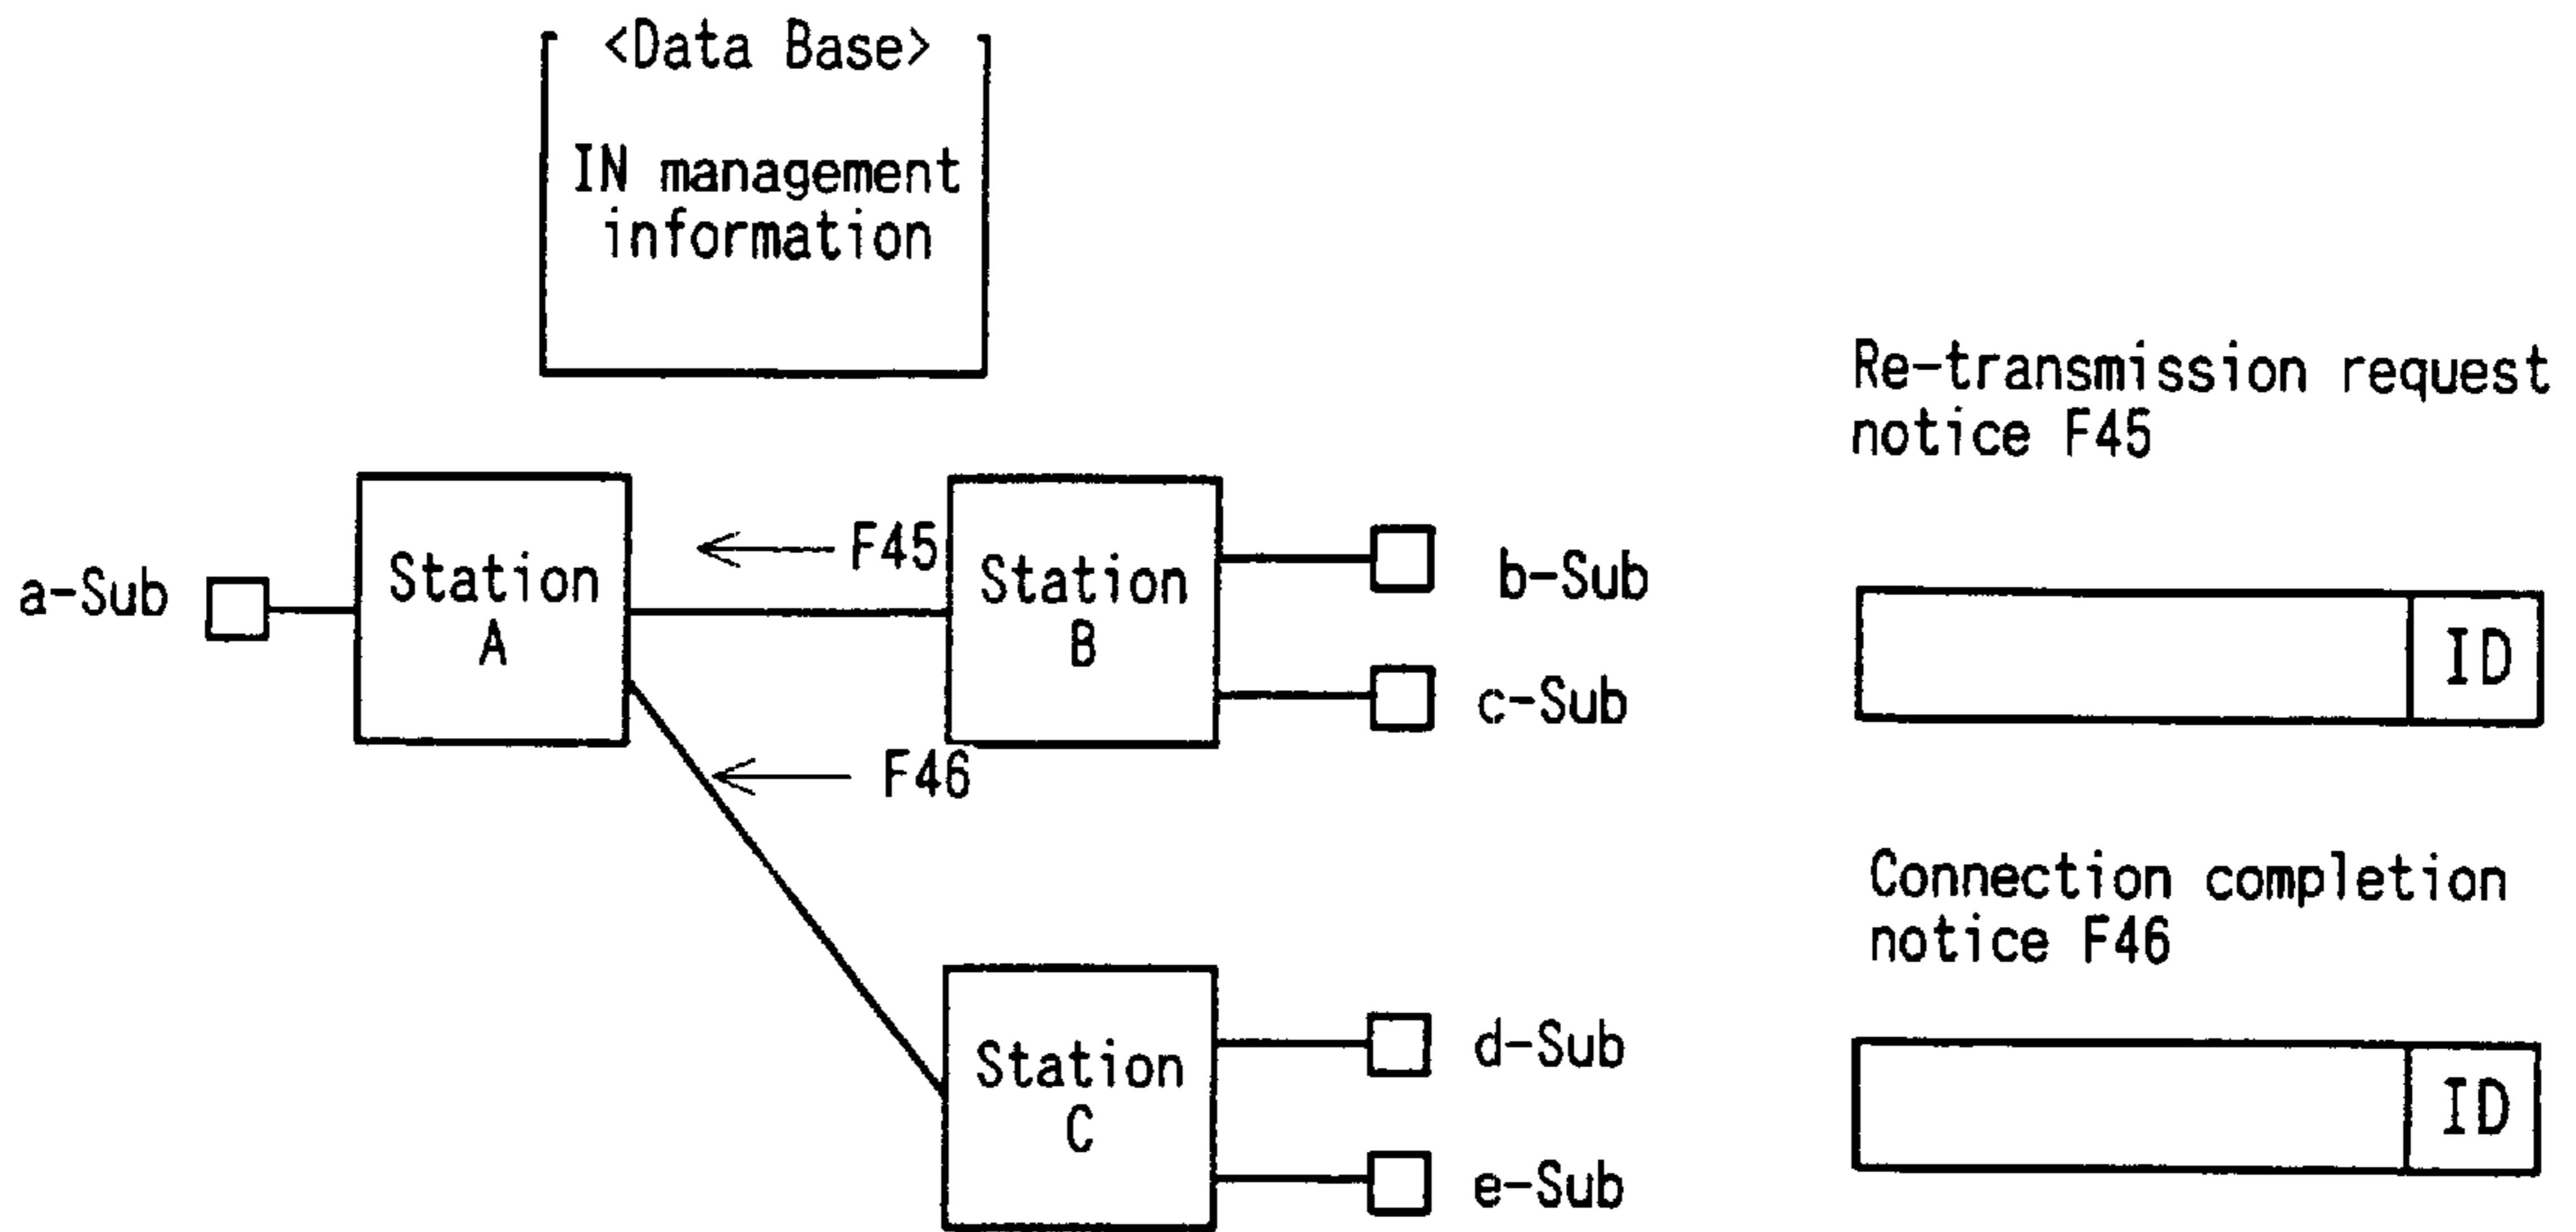 <Data Base>
IN management
information
Re-transmission request
notice F45
a-Sub
Station
A
F45
Station
B
b-Sub
c-Sub
ID
F46
Connection completion
notice F46
Station
C
d-Sub
e-Sub
ID